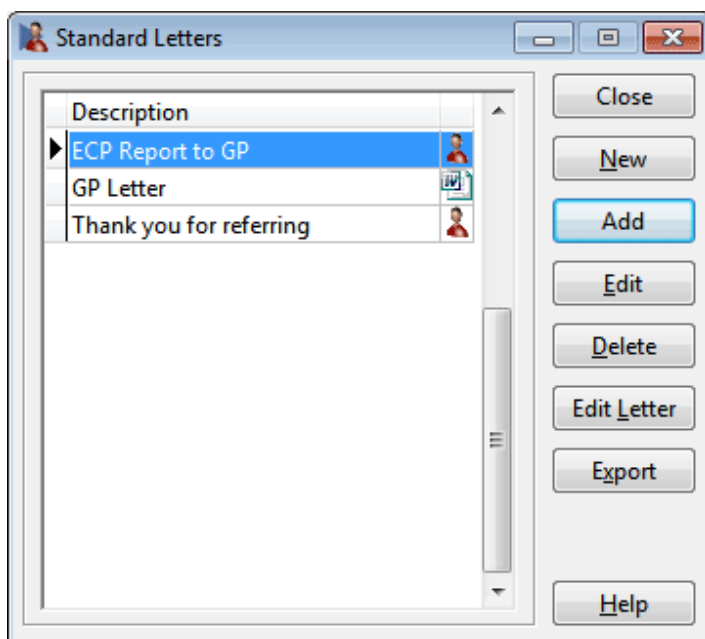 Standard Letters
Description
ECP Report to GP
GP Letter
Thank you for referring
Close
New
Add
Edit
Delete
Edit Letter
Export
Help